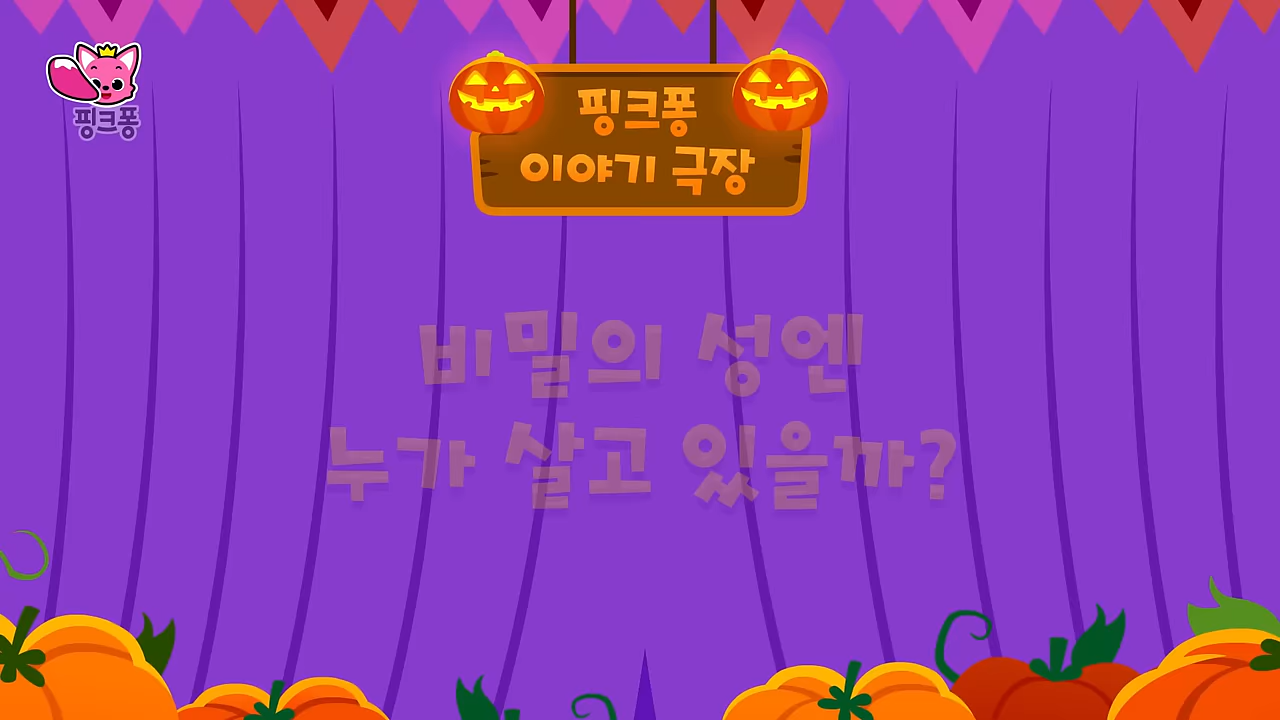 핑크퐁
핑크퐁
이야기 극장
비밀의 성엔
누가 살고 있을까?